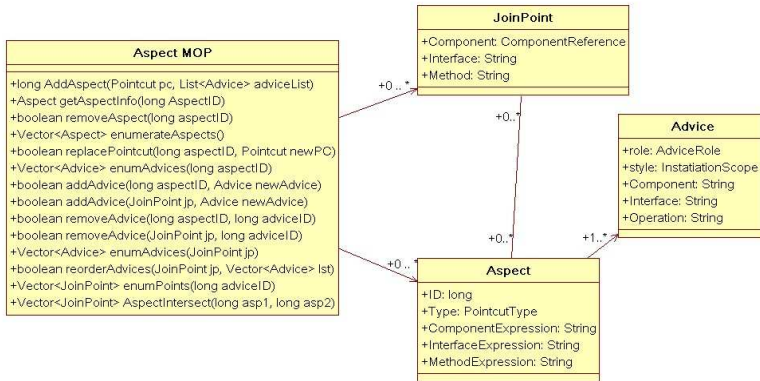 Aspect MOP
+long AddAspect(Pointcut pc, List<Advice> adviceList)
+Aspect getAspectInfo(long AspectID)
+boolean removeAspect(long aspectID)
+Vector<Aspect> enumerateAspects()
+boolean replacePointcut(long aspectID, Pointcut newPC)
+Vector<Advice> enumAdvices(long aspectID)
+boolean addAdvice(long aspectID, Advice newAdvice)
+boolean addAdvice(JoinPoint jp, Advice newAdvice)
+boolean removeAdvice(long aspectID, long adviceID)
+boolean removeAdvice(JoinPoint jp, long adviceID)
+Vector<Advice> enumAdvices(JoinPoint jp)
+boolean reorderAdvices(JoinPoint jp, Vector<Advice> lst)
+Vector<JoinPoint> enumPoints(long adviceID)
+Vector<JoinPoint> AspectIntersect(long asp1, long asp2)
+0 ..*
+0 ..*
JoinPoint
+Component: ComponentReference
+Interface: String
+Method: String
+0..*
+0..*
Aspect
+ID: long
+Type: PointcutType
+ComponentExpression: String
+InterfaceExpression: String
+MethodExpression: String
+1..*
Advice
+role: AdviceRole
+style: InstatiationScope
+Component: String
+Interface: String
+Operation: String